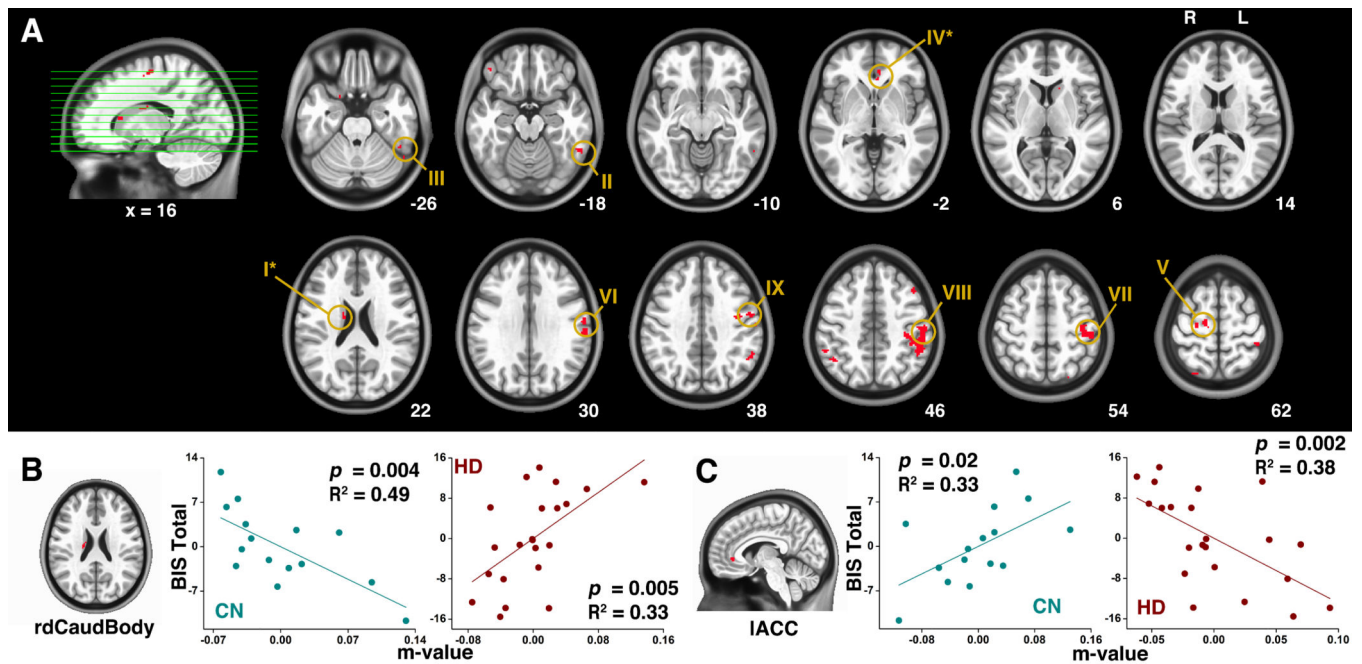 A
R L
IV*
III
II
x = 16
-26
-18
-10
-2
6
14
I*
VI
IX
VIII
VII
V
22
30
38
46
54
62
B
rdCaudBody
BIS Total
14
7
0
-7
p = 0.004
R² = 0.49
CN
-0.07 0.00 0.07 0.14
16
8
0
-8
-16
HD
p = 0.005
R² = 0.33
-0.08 0.00 0.08 0.16
m-value
C
lACC
BIS Total
14
7
0
-7
p = 0.02
R² = 0.33
CN
-0.08 0.00 0.08
16
8
0
-8
-16
p = 0.002
R² = 0.38
HD
-0.05 0.00 0.05 0.10
m-value